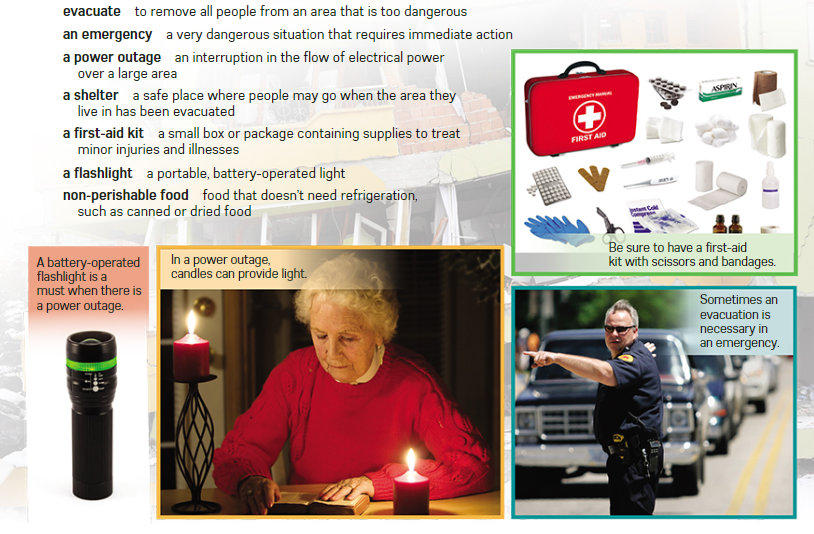 evacuate to remove all people from an area that is too dangerous
an emergency a very dangerous situation that requires immediate action
a power outage an interruption in the flow of electrical power
over a large area
a shelter a safe place where people may go when the area they
live in has been evacuated
a first-aid kit a small box or package containing supplies to treat
minor injuries and illnesses
a flashlight a portable, battery-operated light
non-perishable food food that doesn't need refrigeration,
such as canned or dried food
EMERGENCY MANUAL
FIRST AID
ASPIRIN
Instant Cold
Compress
Be sure to have a first-aid
kit with scissors and bandages.
A battery-operated
flashlight is a
must when there is
a power outage.
In a power outage,
candles can provide light.
Sometimes an
evacuation is
necessary in
an emergency.